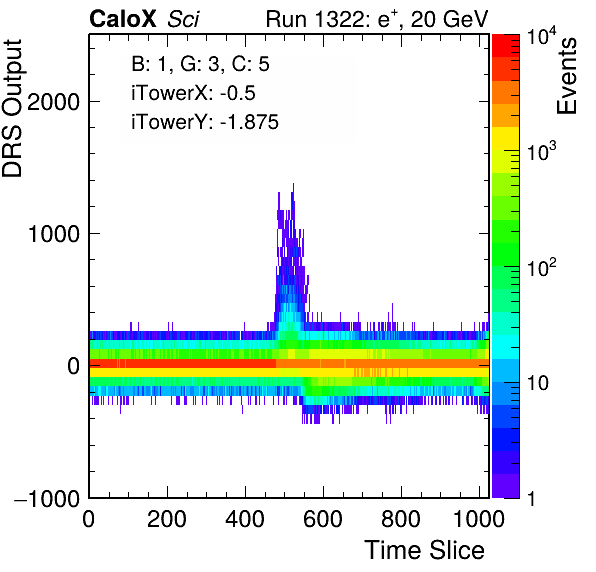 CaloX Sci Run 1322: e⁺, 20 GeV
B: 1, G: 3, C: 5
iTowerX: -0.5
iTowerY: -1.875
DRS Output
2000
1000
0
−1000
0 200 400 600 800 1000
Time Slice
Events
10⁴
10³
10²
10
1